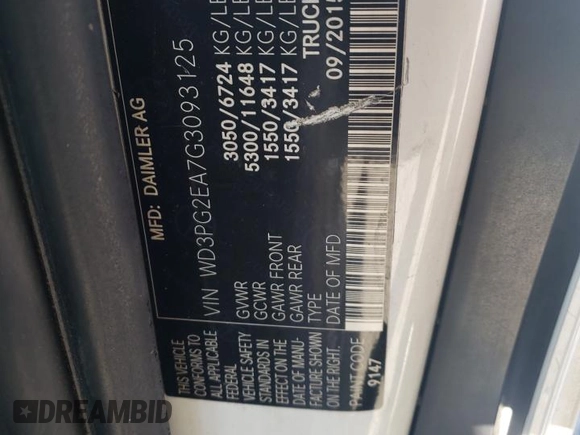 MFD: DAIMLER AG
VIN WD3PG2EA7G3093125
GVWR 3050/6724 KG/LB
GCWR 5300/11648 KG/LB
GAWR FRONT 1550/3417 KG/LB
GAWR REAR 1550/3417 KG/LB
TYPE TRUCK
DATE OF MFD 09/2015
THIS VEHICLE
CONFORMS TO
ALL APPLICABLE
FEDERAL
VEHICLE SAFETY
STANDARDS IN
EFFECT ON THE
DATE OF MANU-
FACTURE SHOWN
ON THE RIGHT.
PAINT CODE
9147
DREAMBID